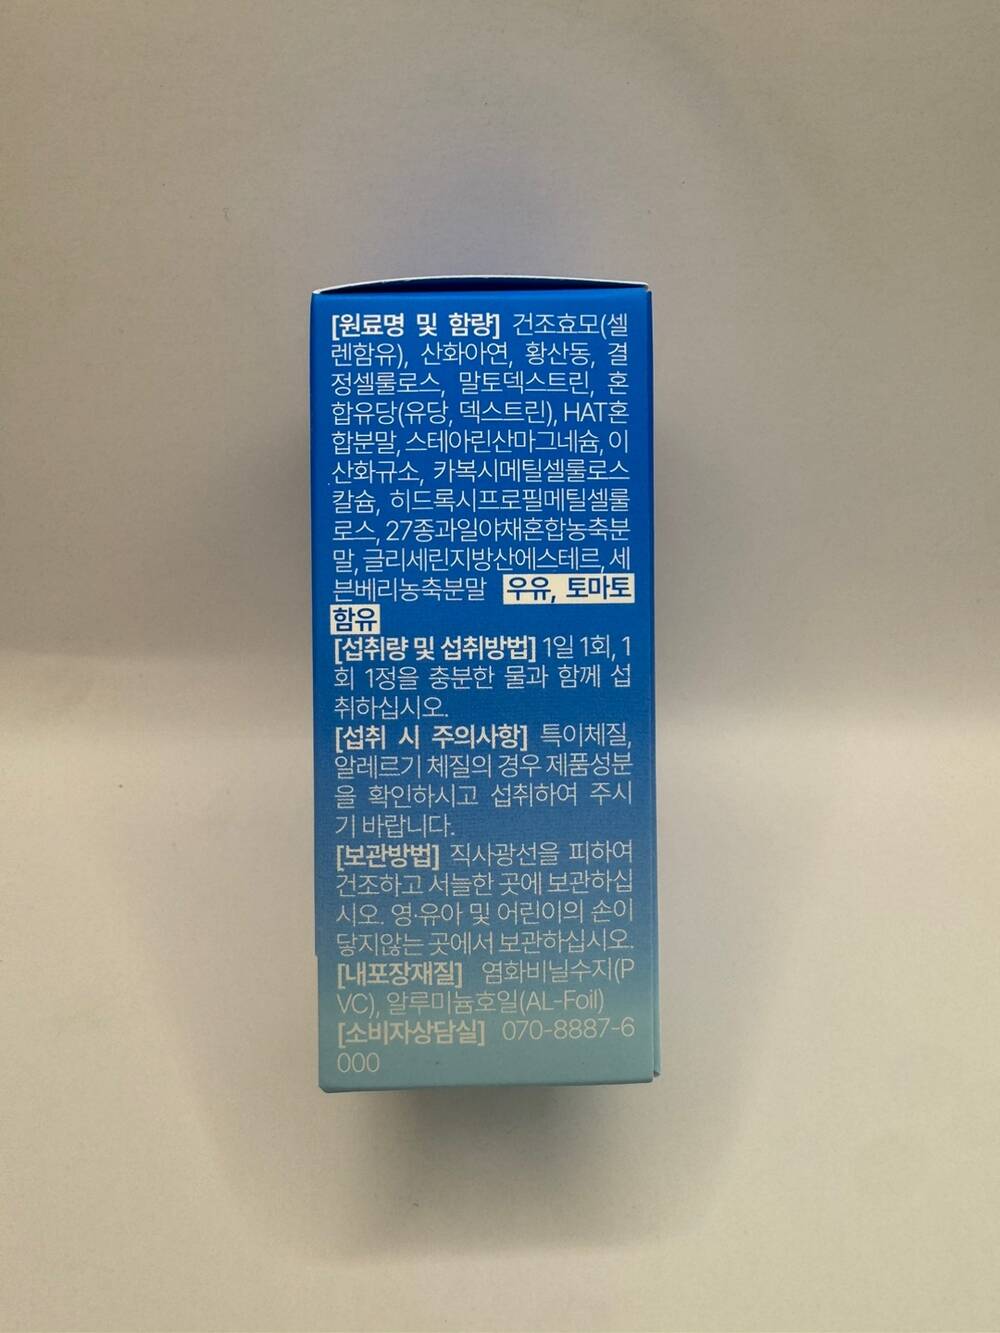 [원료명 및 함량] 건조효모(셀
렌함유), 산화아연, 황산동, 결
정셀룰로스, 말토덱스트린, 혼
합유당(유당, 덱스트린), HAT혼
합분말, 스테아린산마그네슘, 이
산화규소, 카복시메틸셀룰로스
칼슘, 히드록시프로필메틸셀룰
로스, 27종과일야채혼합농축분
말, 글리세린지방산에스테르, 세
븐베리농축분말 우유, 토마토
함유
[섭취량 및 섭취방법] 1일 1회, 1
회 1정을 충분한 물과 함께 섭
취하십시오.
[섭취 시 주의사항] 특이체질,
알레르기 체질의 경우 제품성분
을 확인하시고 섭취하여 주시
기 바랍니다.
[보관방법] 직사광선을 피하여
건조하고 서늘한 곳에 보관하십
시오. 영·유아 및 어린이의 손이
닿지않는 곳에서 보관하십시오.
[내포장재질] 염화비닐수지(P
VC), 알루미늄호일(AL-Foil)
[소비자상담실] 070-8887-6
000